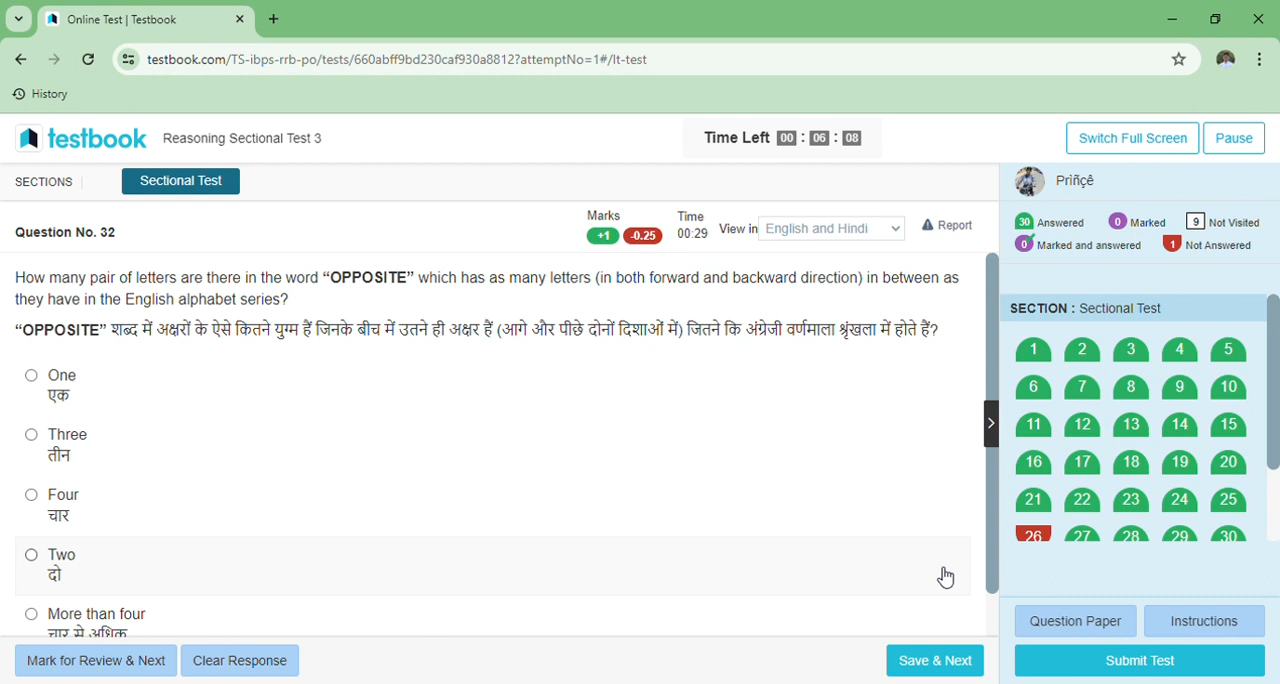 Online Test | Testbook
testbook.com/TS-ibps-rrb-po/tests/660abff9bd230caf930a8812?attemptNo=1#/lt-test
History
testbook Reasoning Sectional Test 3 Time Left 00 : 06 : 08 Switch Full Screen Pause
SECTIONS Sectional Test
Prìñçê
Question No. 32 Marks +1 -0.25 Time 00:29 View in English and Hindi Report
30 Answered 0 Marked 9 Not Visited
0 Marked and answered 1 Not Answered
How many pair of letters are there in the word “OPPOSITE” which has as many letters (in both forward and backward direction) in between as
they have in the English alphabet series?
“OPPOSITE” शब्द में अक्षरों के ऐसे कितने युग्म हैं जिनके बीच में उतने ही अक्षर हैं (आगे और पीछे दोनों दिशाओं में) जितने कि अंग्रेजी वर्णमाला श्रृंखला में होते हैं?
One
एक
Three
तीन
Four
चार
Two
दो
More than four
चार से अधिक
SECTION : Sectional Test
1 2 3 4 5
6 7 8 9 10
11 12 13 14 15
16 17 18 19 20
21 22 23 24 25
26 27 28 29 30
Question Paper Instructions
Mark for Review & Next Clear Response Save & Next Submit Test